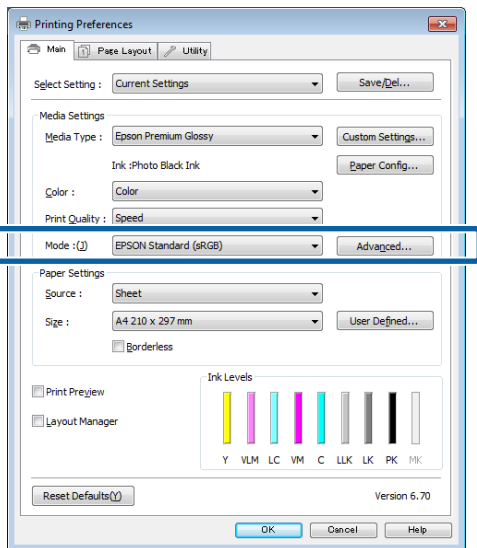 Printing Preferences
Main Page Layout Utility
Select Setting : Current Settings Save/Del...
Media Settings
Media Type : Epson Premium Glossy Custom Settings...
Ink :Photo Black Ink Paper Config...
Color : Color
Print Quality : Speed
Mode :(J) EPSON Standard (sRGB) Advanced...
Paper Settings
Source : Sheet
Size : A4 210 x 297 mm User Defined...
Borderless
Ink Levels
Print Preview
Layout Manager
Y VLM LC VM C LLK LK PK MK
Reset Defaults(Y) Version 6.70
OK Cancel Help